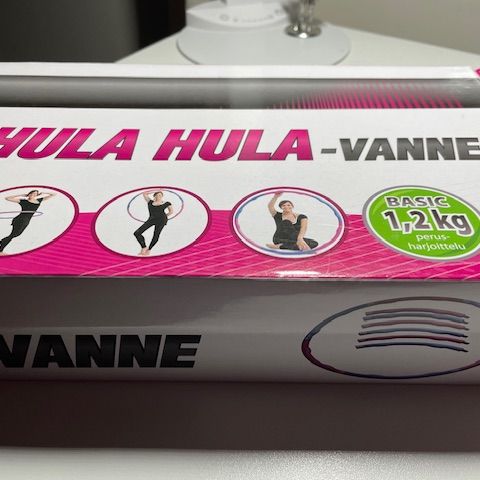 HULA HULA -VANNE
BASIC
1,2 kg
perus-
harjoittelu
VANNE